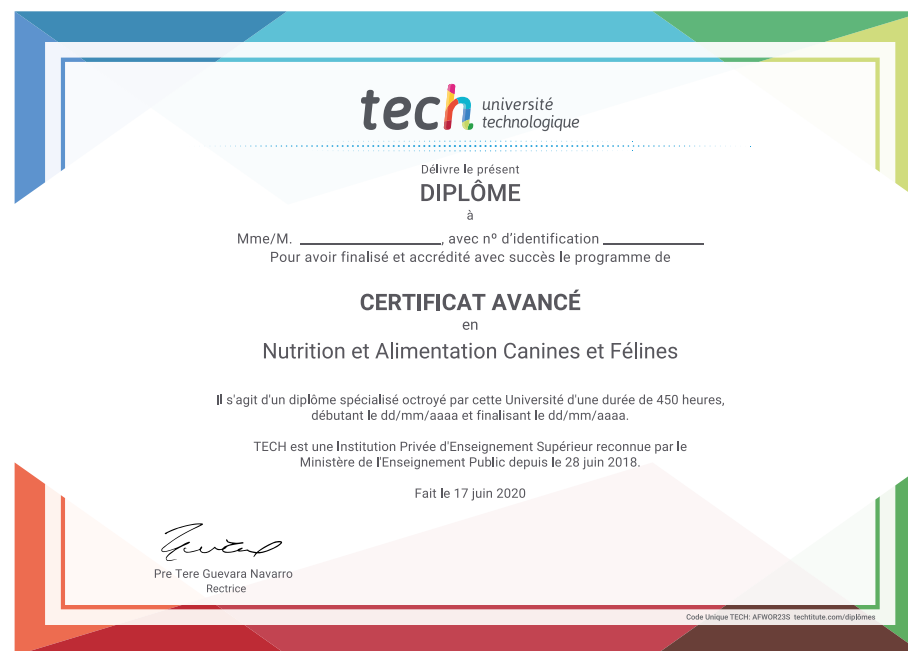 tech université
technologique
Délivre le présent
DIPLÔME
à
Mme/M. ____________________, avec nº d'identification ______________
Pour avoir finalisé et accrédité avec succès le programme de
CERTIFICAT AVANCÉ
en
Nutrition et Alimentation Canines et Félines
Il s'agit d'un diplôme spécialisé octroyé par cette Université d'une durée de 450 heures,
débutant le dd/mm/aaaa et finalisant le dd/mm/aaaa.
TECH est une Institution Privée d'Enseignement Supérieur reconnue par le
Ministère de l'Enseignement Public depuis le 28 juin 2018.
Fait le 17 juin 2020
Pre Tere Guevara Navarro
Rectrice
Code Unique TECH: AFWOR23S techtitute.com/diplômes